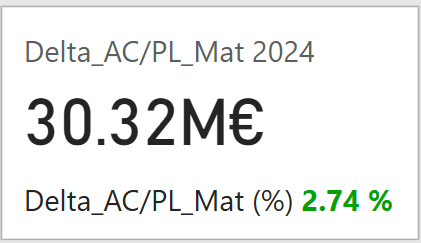 Delta_AC/PL_Mat 2024
30.32M€
Delta_AC/PL_Mat (%) 2.74 %